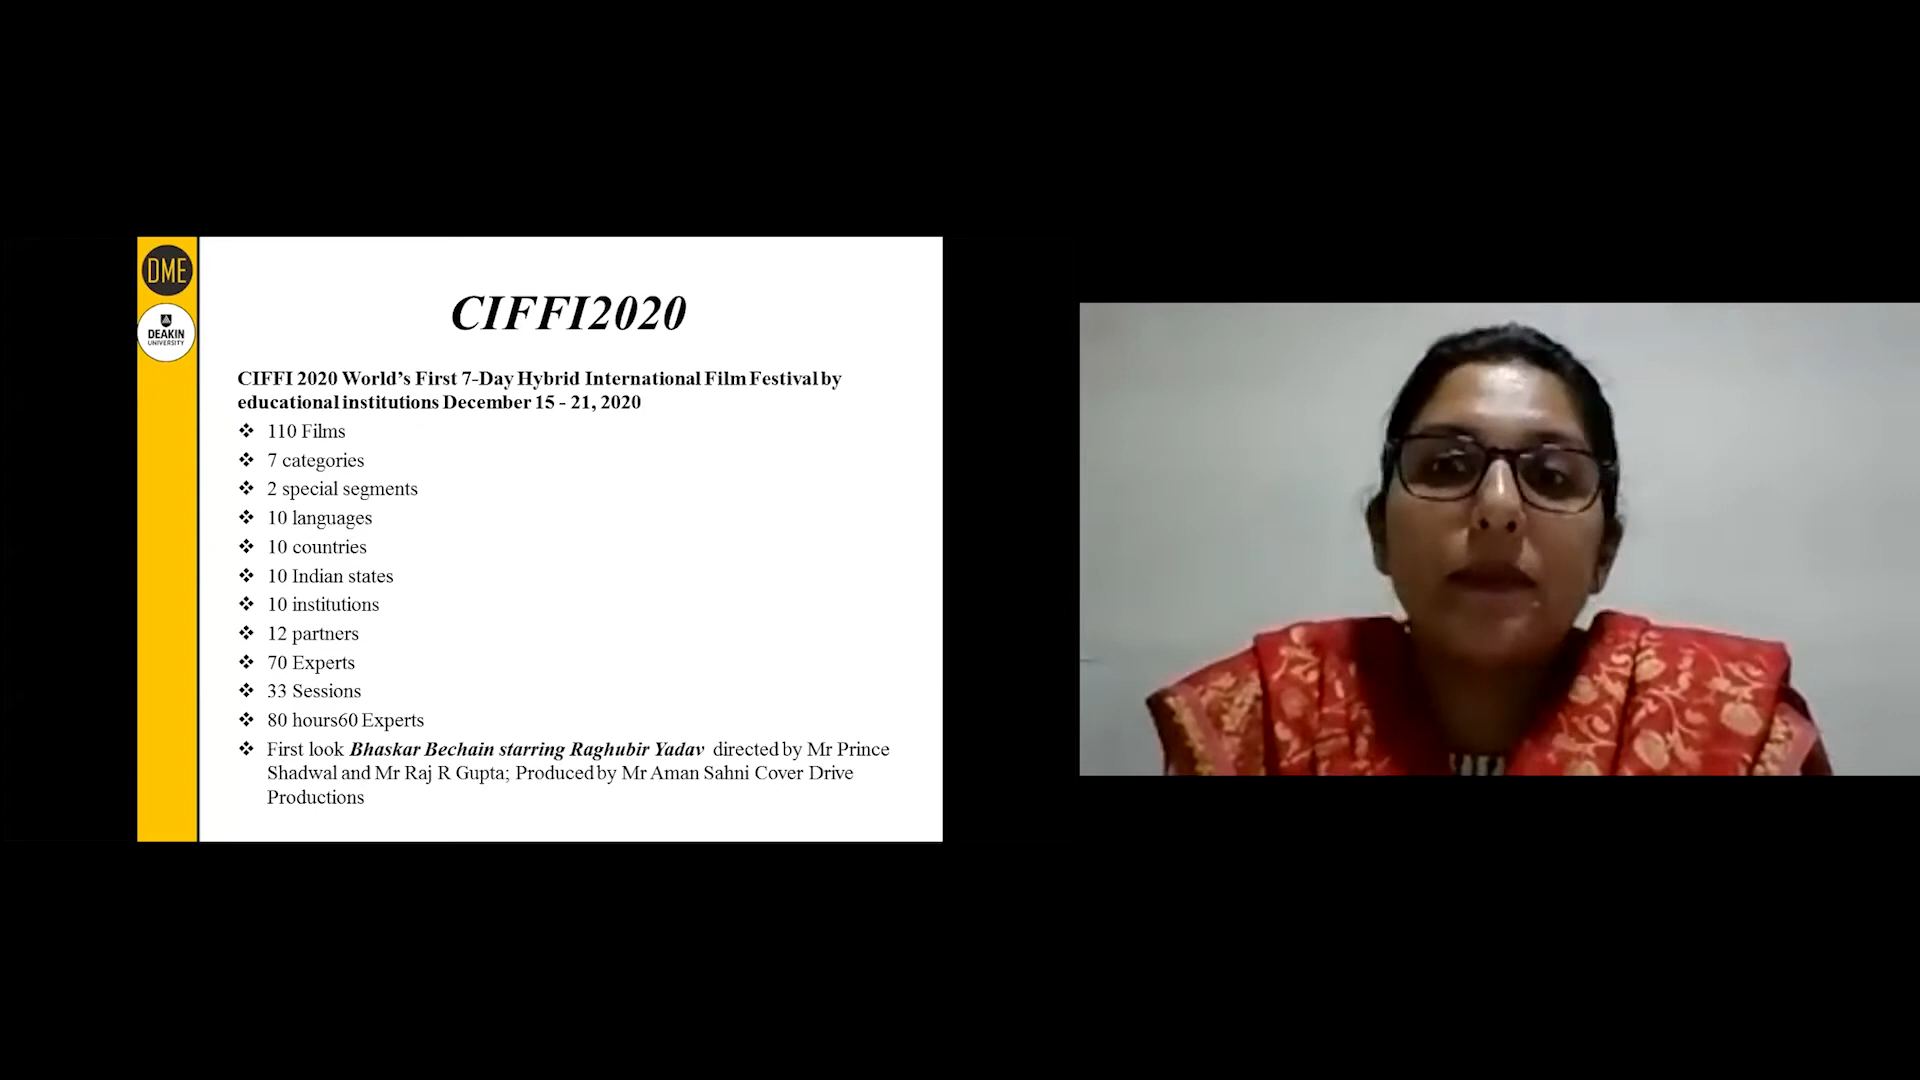 DME
DEAKIN
UNIVERSITY
CIFFI2020
CIFFI 2020 World's First 7-Day Hybrid International Film Festival by
educational institutions December 15 - 21, 2020
❖ 110 Films
❖ 7 categories
❖ 2 special segments
❖ 10 languages
❖ 10 countries
❖ 10 Indian states
❖ 10 institutions
❖ 12 partners
❖ 70 Experts
❖ 33 Sessions
❖ 80 hours60 Experts
❖ First look Bhaskar Bechain starring Raghubir Yadav directed by Mr Prince
Shadwal and Mr Raj R Gupta; Produced by Mr Aman Sahni Cover Drive
Productions